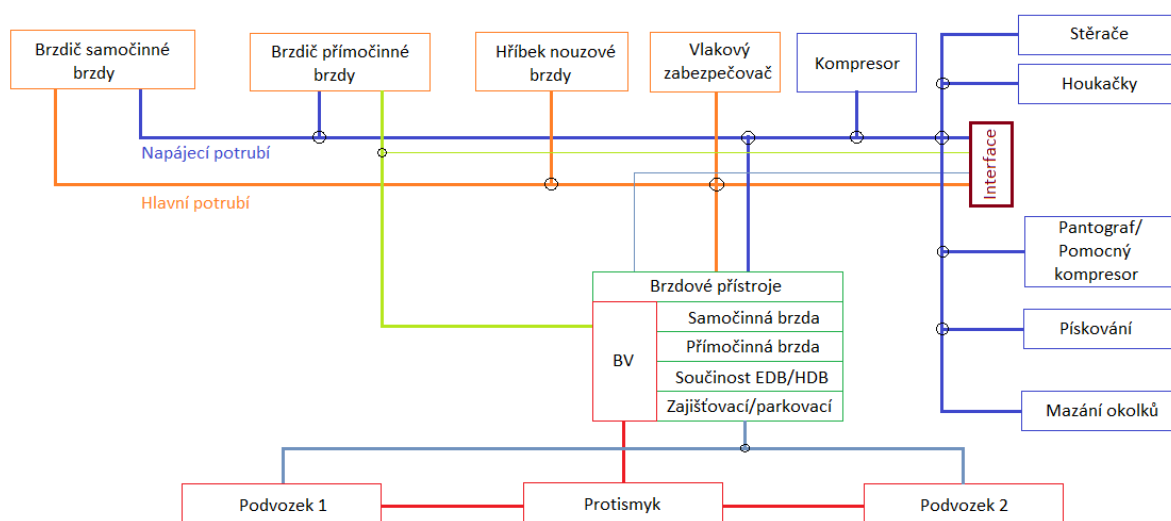 Brzdič samočinné
brzdy
Brzdič přímočinné
brzdy
Hříbek nouzové
brzdy
Vlakový
zabezpečovač
Kompresor
Stěrače
Houkačky
Napájecí potrubí
Interface
Hlavní potrubí
Pantograf/
Pomocný
kompresor
Brzdové přístroje
Samočinná brzda
BV
Přímočinná brzda
Součinost EDB/HDB
Zajišťovací/parkovací
Pískování
Mazání okolků
Podvozek 1
Protismyk
Podvozek 2